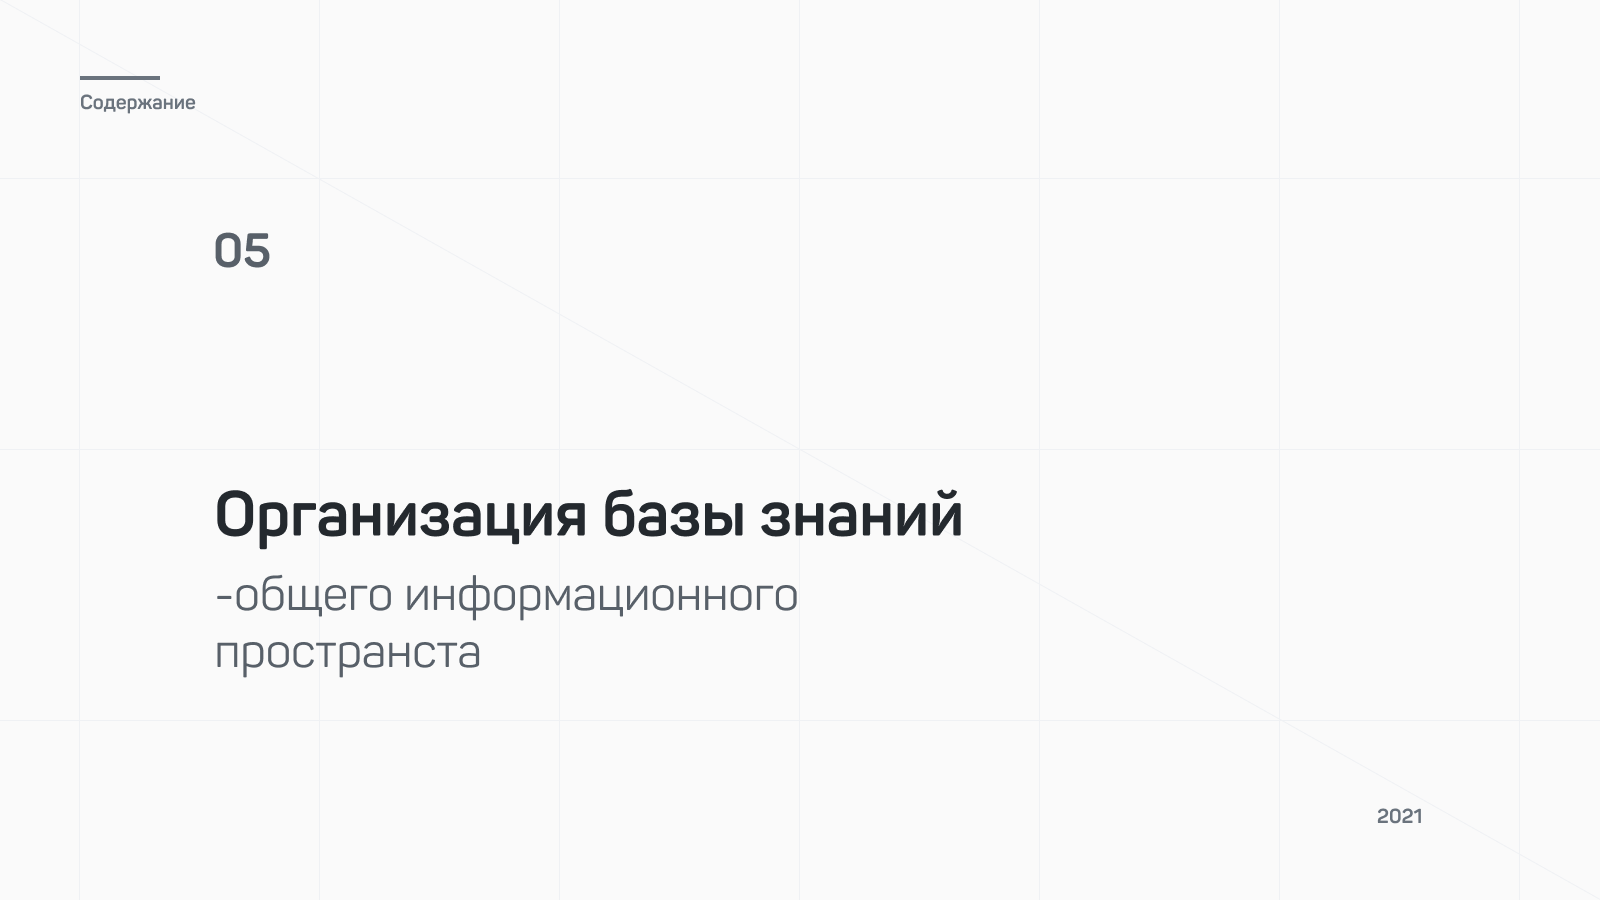 Содержание
05
Организация базы знаний
-общего информационного
пространста
2021